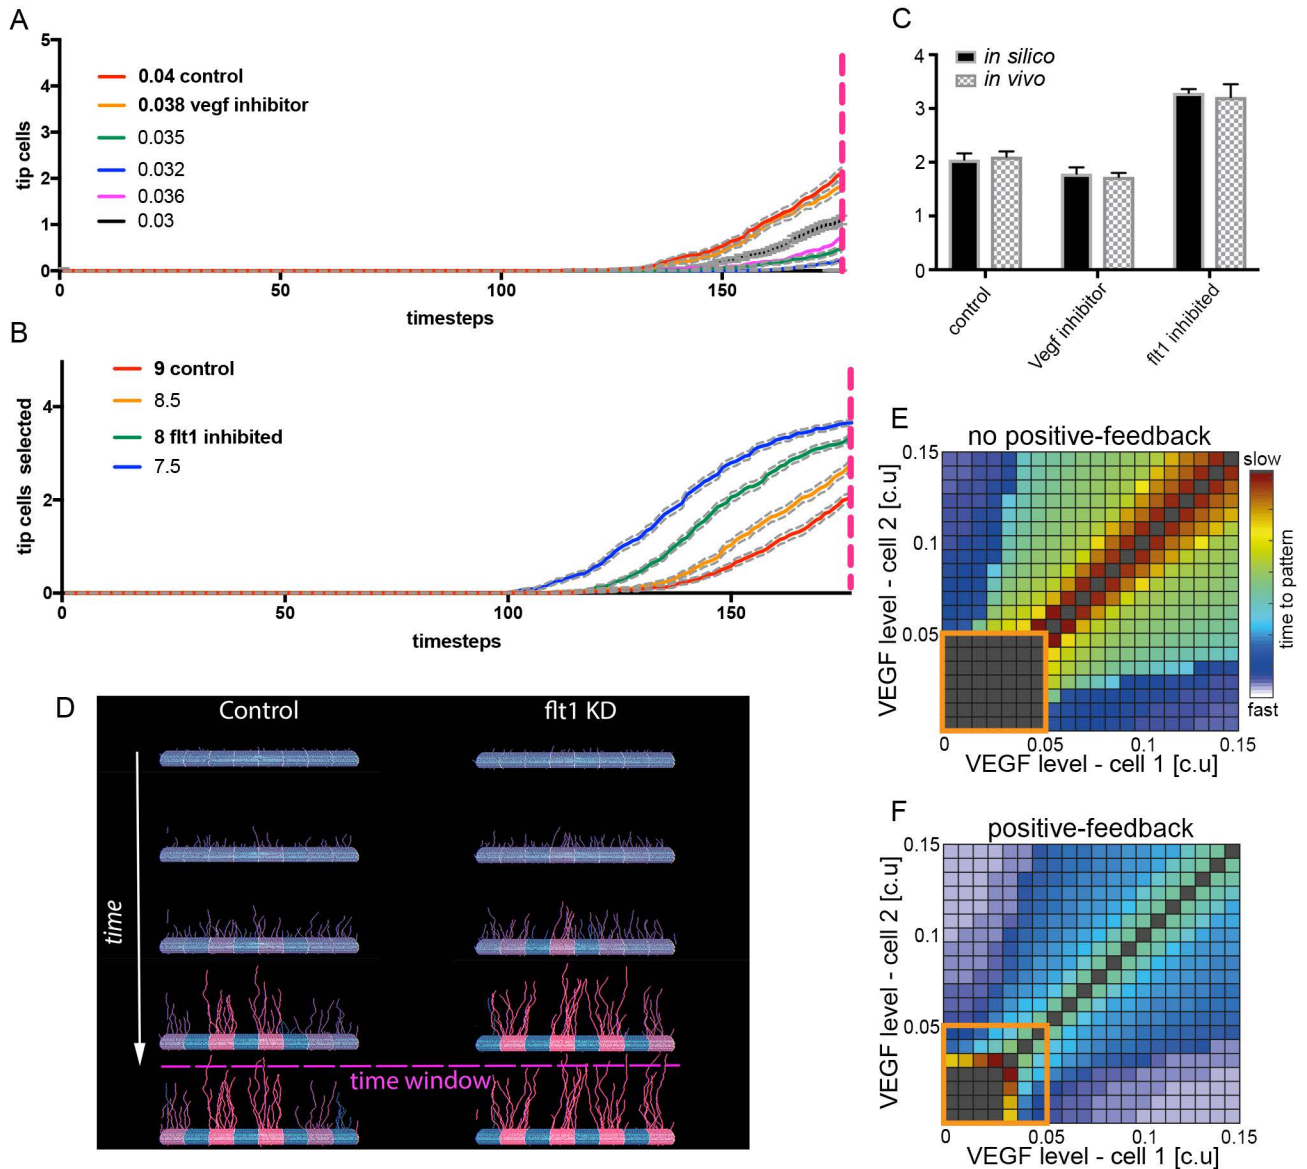 A
5
4
3
2
1
0
tip cells
0.04 control
0.038 vegf inhibitor
0.035
0.032
0.036
0.03
0
50
100
150
timesteps
B
4
2
0
tip cells selected
9 control
8.5
8 flt1 inhibited
7.5
0
50
100
150
timesteps
C
4
3
2
1
0
in silico
in vivo
control
Vegf inhibitor
flt1 inhibited
D
Control
flt1 KD
time
time window
E
no positive-feedback
0.15
0.1
0.05
VEGF level - cell 2 [c.u]
0
0.05
0.1
0.15
VEGF level - cell 1 [c.u]
slow
time to pattern
fast
F
positive-feedback
0.15
0.1
0.05
VEGF level - cell 2 [c.u]
0
0.05
0.1
0.15
VEGF level - cell 1 [c.u]